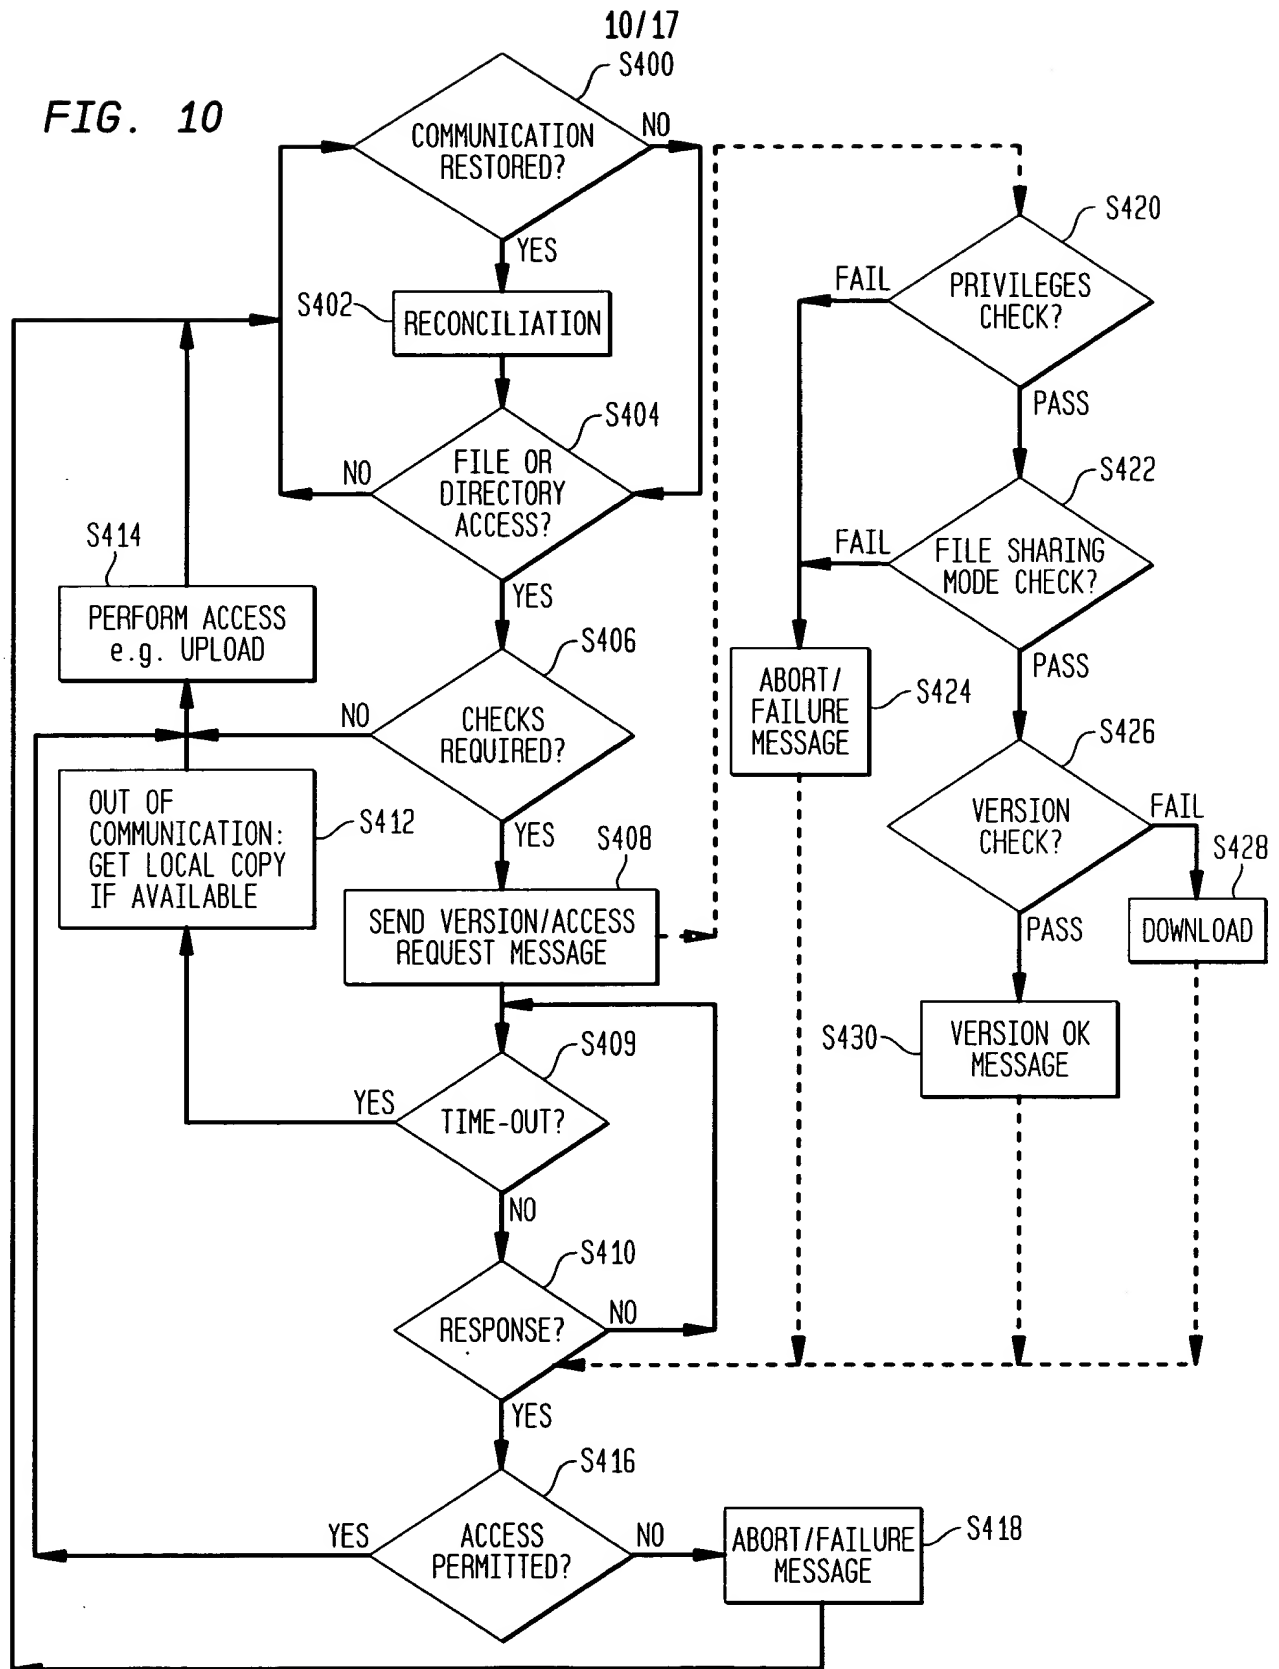 10/17
FIG. 10
S400
COMMUNICATION
RESTORED?
NO
YES
S402
RECONCILIATION
S404
FILE OR
DIRECTORY
ACCESS?
NO
YES
S414
PERFORM ACCESS
e.g. UPLOAD
S406
CHECKS
REQUIRED?
NO
YES
OUT OF
COMMUNICATION:
GET LOCAL COPY
IF AVAILABLE
S412
S408
SEND VERSION/ACCESS
REQUEST MESSAGE
S409
TIME-OUT?
YES
NO
S410
RESPONSE?
NO
YES
S416
ACCESS
PERMITTED?
YES
NO
ABORT/FAILURE
MESSAGE
S418
S420
PRIVILEGES
CHECK?
FAIL
PASS
S422
FILE SHARING
MODE CHECK?
FAIL
PASS
ABORT/
FAILURE
MESSAGE
S424
S426
VERSION
CHECK?
FAIL
PASS
S428
DOWNLOAD
S430
VERSION OK
MESSAGE